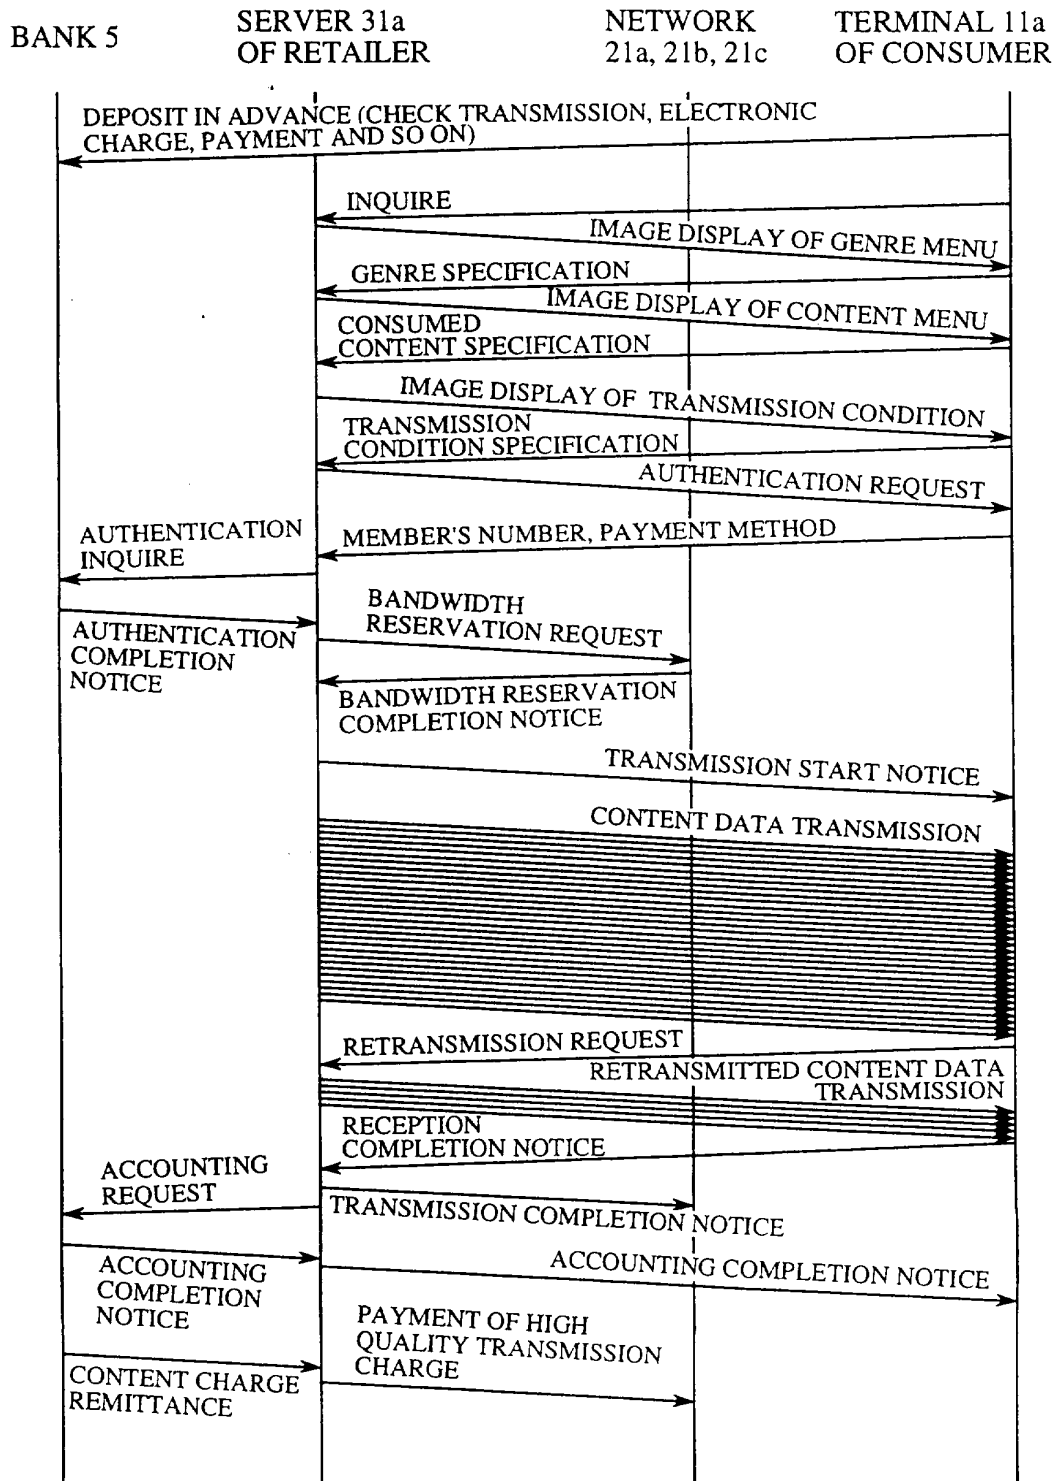 BANK 5
SERVER 31a
OF RETAILER
NETWORK
21a, 21b, 21c
TERMINAL 11a
OF CONSUMER
DEPOSIT IN ADVANCE (CHECK TRANSMISSION, ELECTRONIC
CHARGE, PAYMENT AND SO ON)
INQUIRE
IMAGE DISPLAY OF GENRE MENU
GENRE SPECIFICATION
IMAGE DISPLAY OF CONTENT MENU
CONSUMED
CONTENT SPECIFICATION
IMAGE DISPLAY OF TRANSMISSION CONDITION
TRANSMISSION
CONDITION SPECIFICATION
AUTHENTICATION REQUEST
AUTHENTICATION
INQUIRE
MEMBER'S NUMBER, PAYMENT METHOD
BANDWIDTH
RESERVATION REQUEST
AUTHENTICATION
COMPLETION
NOTICE
BANDWIDTH RESERVATION
COMPLETION NOTICE
TRANSMISSION START NOTICE
CONTENT DATA TRANSMISSION
RETRANSMISSION REQUEST
RETRANSMITTED CONTENT DATA
TRANSMISSION
RECEPTION
COMPLETION NOTICE
ACCOUNTING
REQUEST
TRANSMISSION COMPLETION NOTICE
ACCOUNTING
COMPLETION
NOTICE
ACCOUNTING COMPLETION NOTICE
PAYMENT OF HIGH
QUALITY TRANSMISSION
CHARGE
CONTENT CHARGE
REMITTANCE